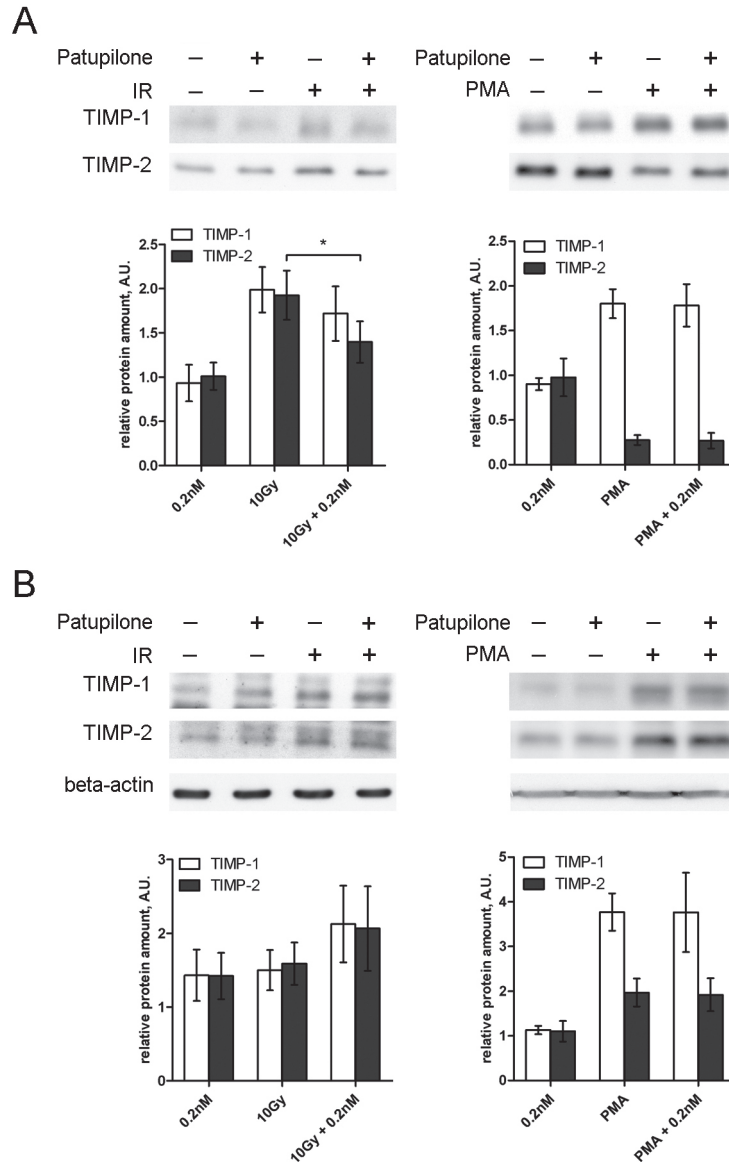 A
Patupilone – + – +
IR – – + +
TIMP-1
TIMP-2
Patupilone – + – +
PMA – – + +
TIMP-1
TIMP-2
2.5
2.0
1.5
1.0
0.5
0.0
relative protein amount, A.U.
*
0.2nM
10Gy
10Gy + 0.2nM
TIMP-1
TIMP-2
2.5
2.0
1.5
1.0
0.5
0.0
relative protein amount, A.U.
0.2nM
PMA
PMA + 0.2nM
B
Patupilone – + – +
IR – – + +
TIMP-1
TIMP-2
beta-actin
Patupilone – + – +
PMA – – + +
TIMP-1
TIMP-2
3
2
1
0
relative protein amount, A.U.
0.2nM
10Gy
10Gy + 0.2nM
TIMP-1
TIMP-2
5
4
3
2
1
0
relative protein amount, A.U.
0.2nM
PMA
PMA + 0.2nM